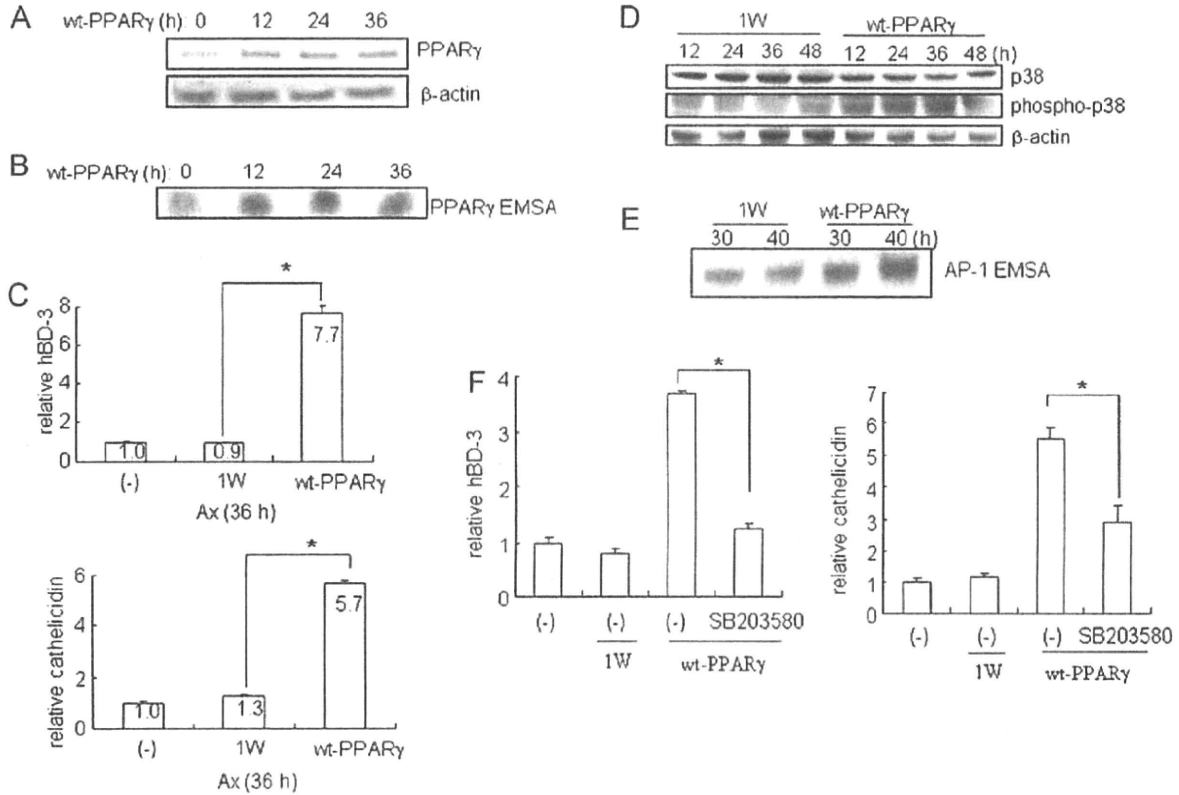 A
wt-PPARγ (h): 0 12 24 36
PPARγ
β-actin
B
wt-PPARγ (h): 0 12 24 36
PPARγ EMSA
C
relative hBD-3
8
6
4
2
0
*
1.0
0.9
7.7
(-) 1W wt-PPARγ
Ax (36 h)
relative cathelicidin
6
4
2
0
*
1.0
1.3
5.7
(-) 1W wt-PPARγ
Ax (36 h)
D
1W wt-PPARγ
12 24 36 48 12 24 36 48 (h)
p38
phospho-p38
β-actin
E
1W wt-PPARγ
30 40 30 40 (h)
AP-1 EMSA
F
relative hBD-3
4
3
2
1
0
*
(-) (-) (-) SB203580
1W wt-PPARγ
relative cathelicidin
7
6
5
4
3
2
1
0
*
(-) (-) (-) SB203580
1W wt-PPARγ